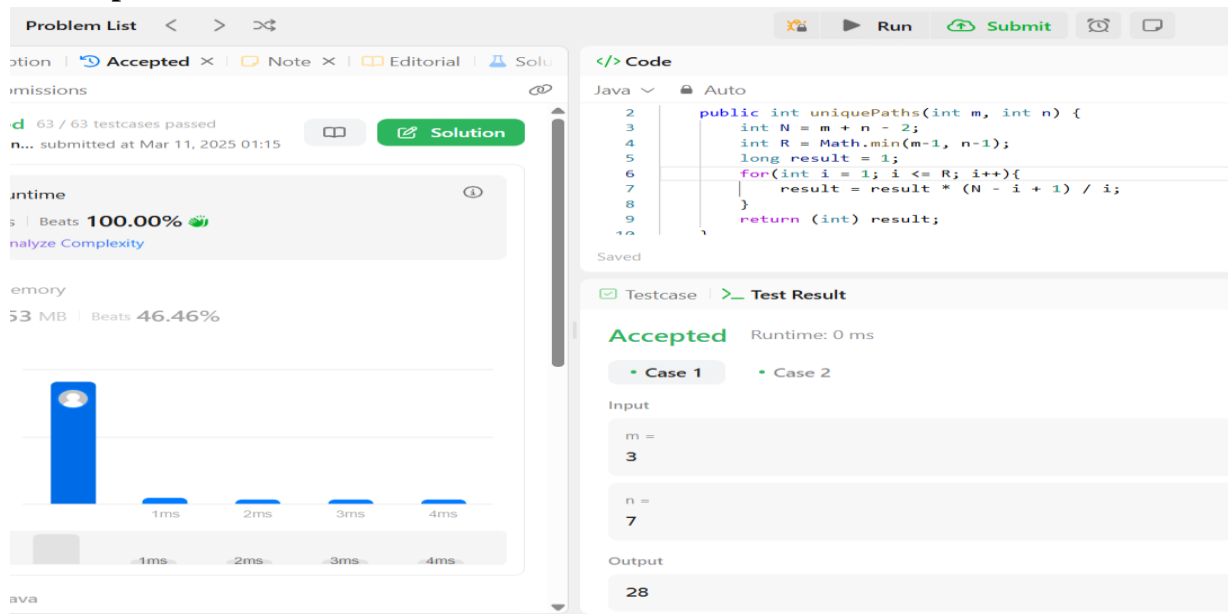 Problem List
Run
Submit
ption
Accepted
Note
Editorial
Solu
omissions
d 63 / 63 testcases passed
n... submitted at Mar 11, 2025 01:15
Solution
untime
s Beats 100.00%
nalyze Complexity
emory
53 MB Beats 46.46%
1ms 2ms 3ms 4ms
1ms 2ms 3ms 4ms
ava
</> Code
Java Auto
2 public int uniquePaths(int m, int n) {
3 int N = m + n - 2;
4 int R = Math.min(m-1, n-1);
5 long result = 1;
6 for(int i = 1; i <= R; i++){
7 result = result * (N - i + 1) / i;
8 }
9 return (int) result;
10 }
Saved
Testcase >_ Test Result
Accepted Runtime: 0 ms
Case 1 Case 2
Input
m =
3
n =
7
Output
28